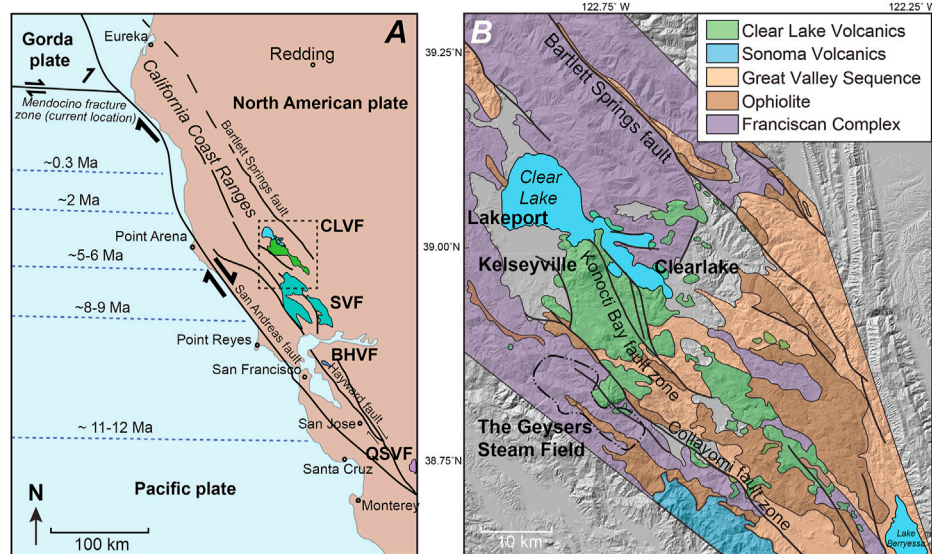 A
Gorda
plate
Eureka
Redding
Mendocino fracture
zone (current location)
North American plate
California Coast Ranges
Bartlett Springs fault
~0.3 Ma
~2 Ma
CLVF
Point Arena
~5-6 Ma
SVF
San Andreas fault
~8-9 Ma
Point Reyes
BHVF
San Francisco
Hayward fault
San Jose
~ 11-12 Ma
QSVF
Santa Cruz
Pacific plate
Monterey
N
100 km
B
122.75°W
122.25°W
39.25°N
39.00°N
38.75°N
Clear Lake Volcanics
Sonoma Volcanics
Great Valley Sequence
Ophiolite
Franciscan Complex
Bartlett Springs fault
Clear
Lake
Lakeport
Kelseyville
Clearlake
Konocti Bay fault zone
The Geysers
Steam Field
Collayomi fault zone
Lake
Berryessa
10 km